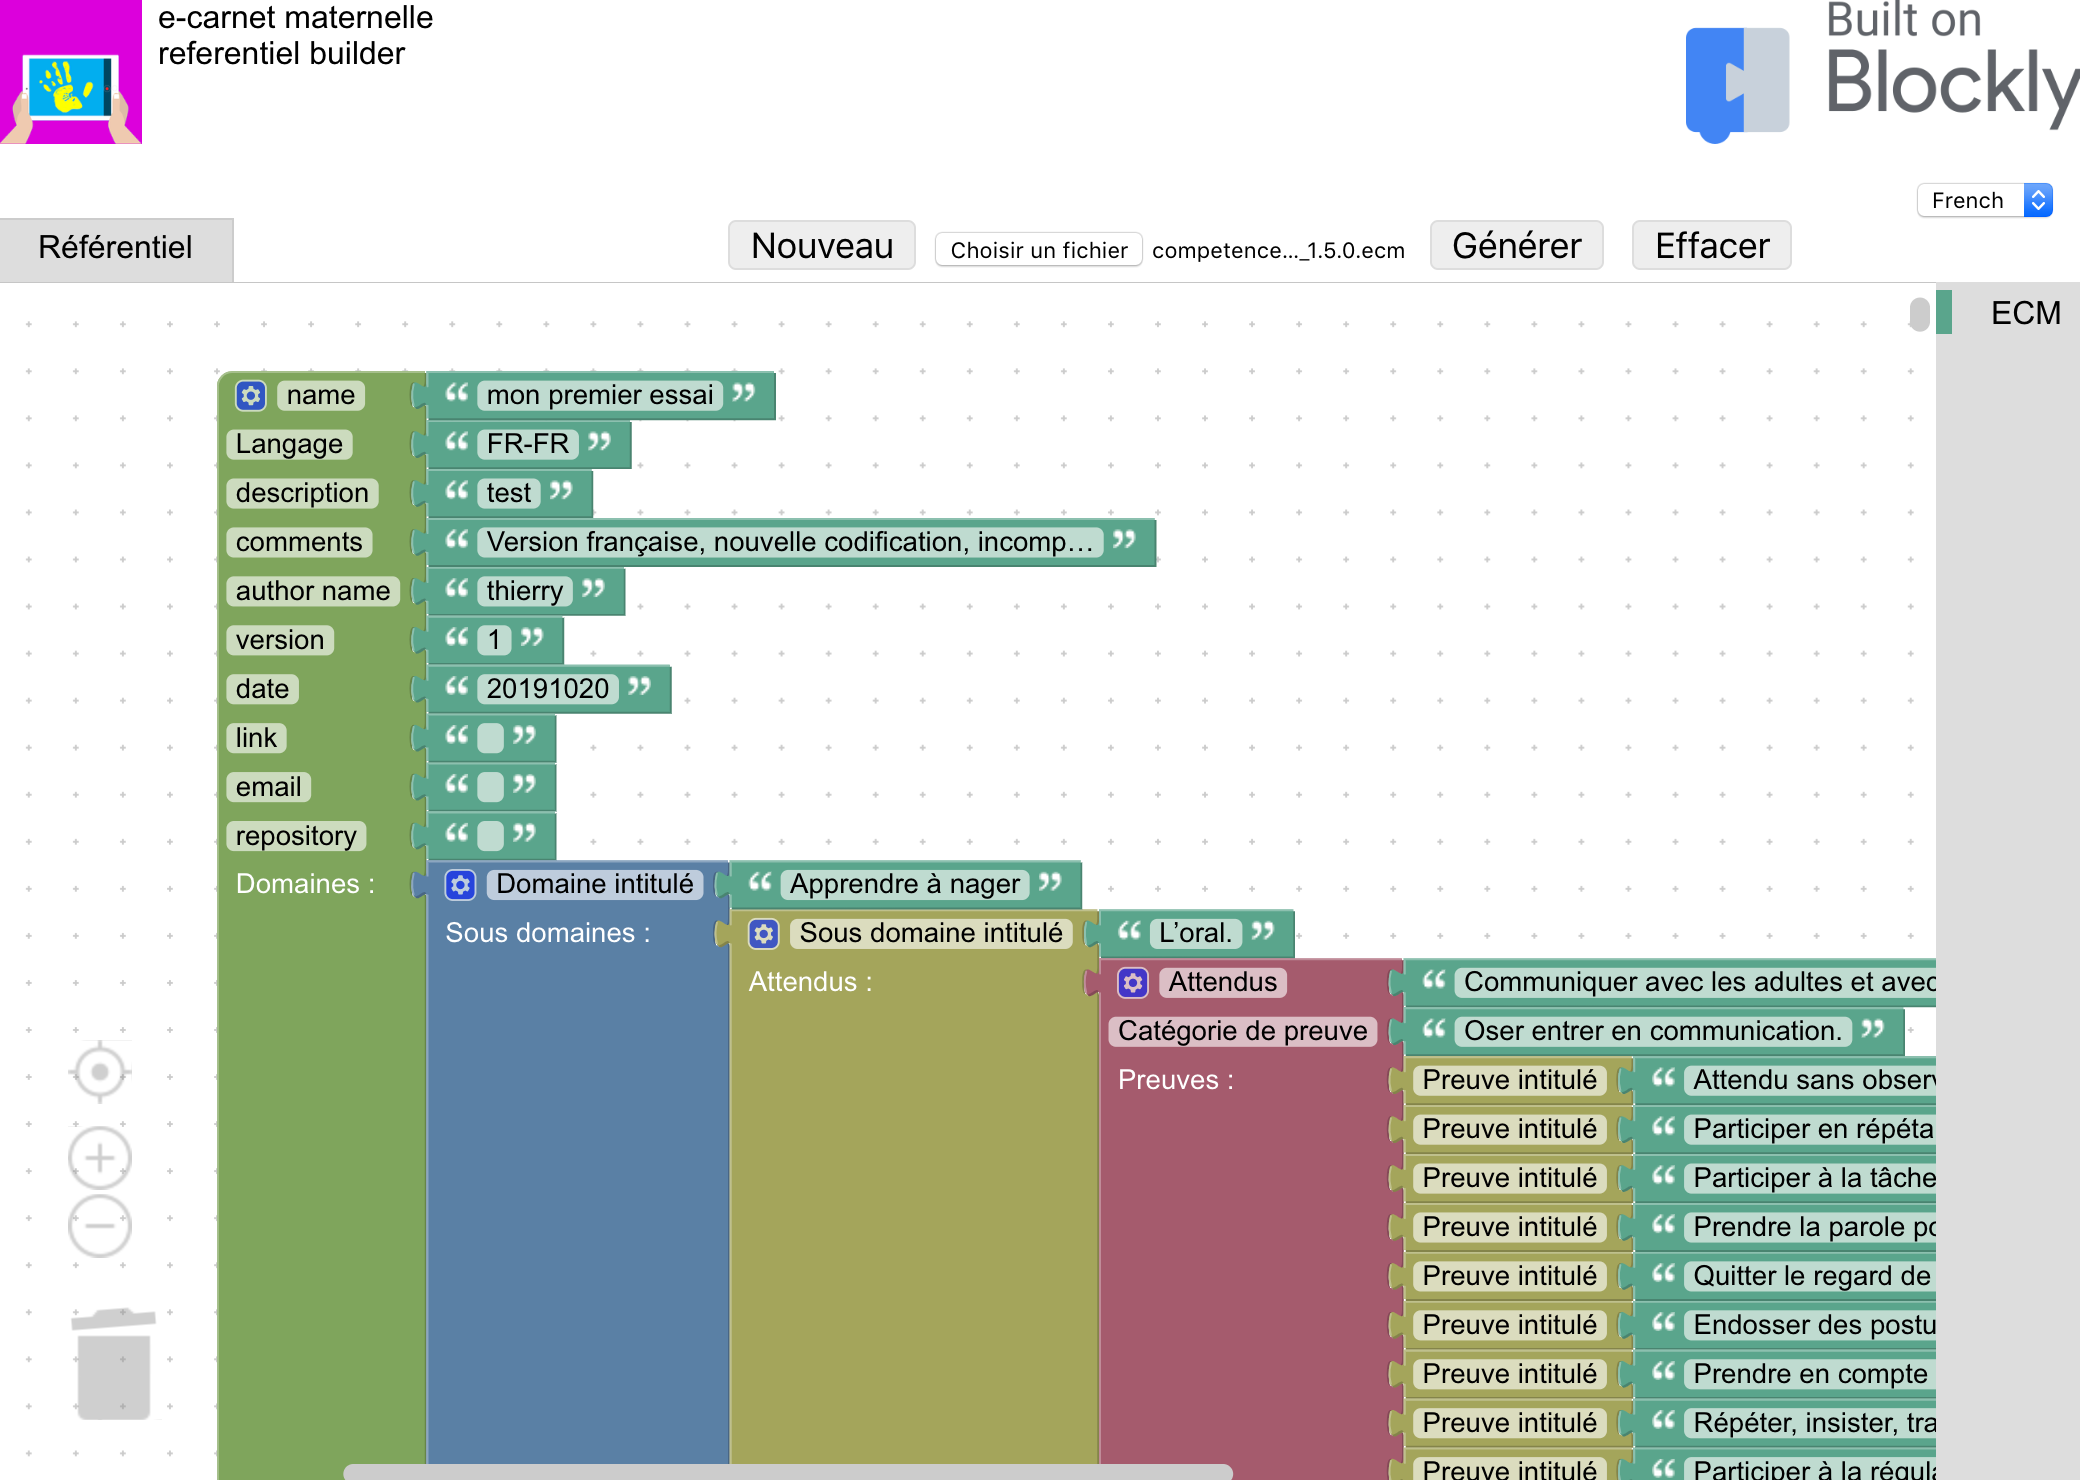 e-carnet maternelle
referentiel builder
Built on
Blockly
French
Référentiel
Nouveau
Choisir un fichier
competence..._1.5.0.ecm
Générer
Effacer
ECM
name “ mon premier essai ”
Langage “ FR-FR ”
description “ test ”
comments “ Version française, nouvelle codification, incomp… ”
author name “ thierry ”
version “ 1 ”
date “ 20191020 ”
link “ ”
email “ ”
repository “ ”
Domaines : Domaine intitulé “ Apprendre à nager ”
Sous domaines : Sous domaine intitulé “ L’oral. ”
Attendus : Attendus “ Communiquer avec les adultes et avec
Catégorie de preuve “ Oser entrer en communication. ”
Preuves : Preuve intitulé “ Attendu sans observ
Preuve intitulé “ Participer en répéta
Preuve intitulé “ Participer à la tâche
Preuve intitulé “ Prendre la parole po
Preuve intitulé “ Quitter le regard de
Preuve intitulé “ Endosser des postu
Preuve intitulé “ Prendre en compte
Preuve intitulé “ Répéter, insister, tra
Preuve intitulé “ Participer à la régula